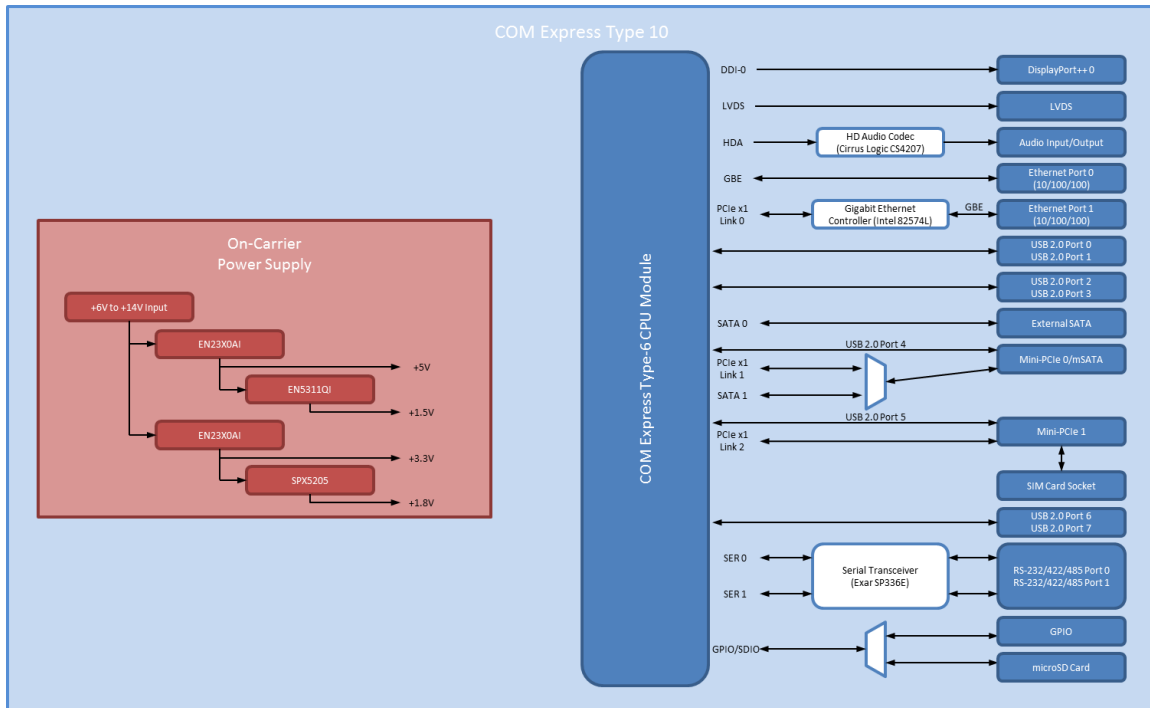 COM Express Type 10
On-Carrier
Power Supply
+6V to +14V Input
EN23X0AI
+5V
EN5311QI
+1.5V
EN23X0AI
+3.3V
SPX5205
+1.8V
COM Express Type-6 CPU Module
DDI-0
DisplayPort++ 0
LVDS
LVDS
HDA
HD Audio Codec
(Cirrus Logic CS4207)
Audio Input/Output
GBE
Ethernet Port 0
(10/100/100)
PCIe x1
Link 0
Gigabit Ethernet
Controller (Intel 82574L)
GBE
Ethernet Port 1
(10/100/100)
USB 2.0 Port 0
USB 2.0 Port 1
USB 2.0 Port 2
USB 2.0 Port 3
SATA 0
External SATA
USB 2.0 Port 4
Mini-PCIe 0/mSATA
PCIe x1
Link 1
SATA 1
USB 2.0 Port 5
PCIe x1
Link 2
Mini-PCIe 1
SIM Card Socket
USB 2.0 Port 6
USB 2.0 Port 7
SER 0
SER 1
Serial Transceiver
(Exar SP336E)
RS-232/422/485 Port 0
RS-232/422/485 Port 1
GPIO/SDIO
GPIO
microSD Card